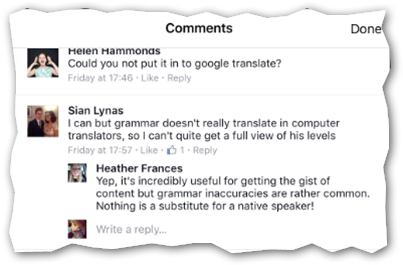 Comments
Done
Helen Hammonds
Could you not put it in to google translate?
Friday at 17:46 · Like · Reply
Sian Lynas
I can but grammar doesn't really translate in computer
translators, so I can't quite get a full view of his levels
Friday at 17:57 · Like · 1 · Reply
Heather Frances
Yep, it's incredibly useful for getting the gist of
content but grammar inaccuracies are rather common.
Nothing is a substitute for a native speaker!
Write a reply...